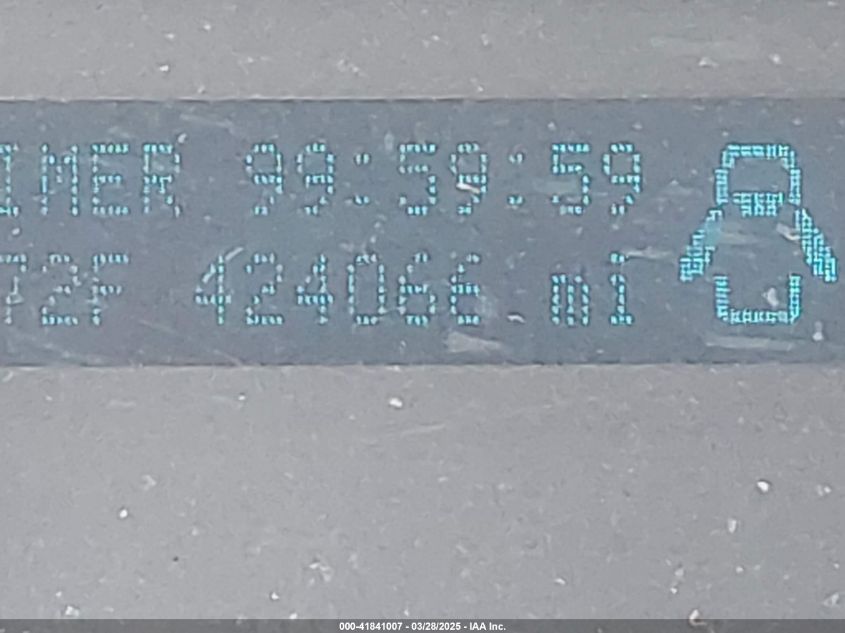 IMER 99:59:59
72F 424066 mi
000-41841007 - 03/28/2025 - IAA Inc.